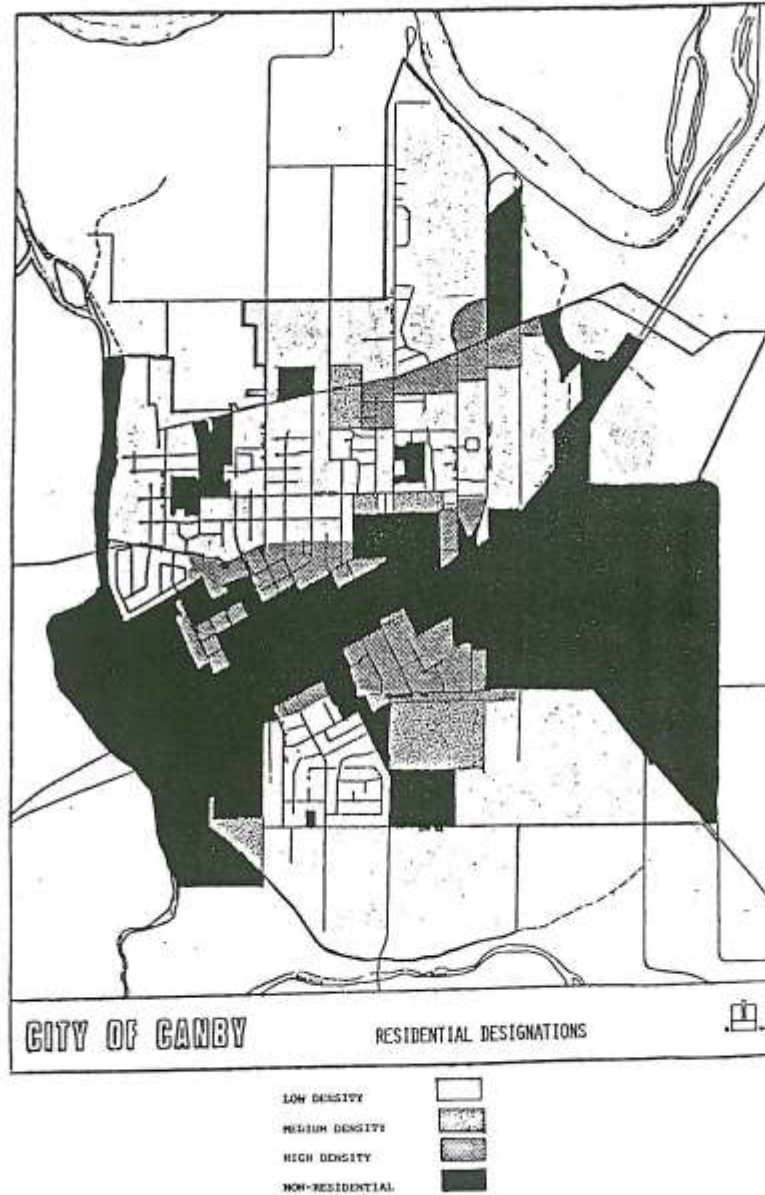 CITY OF CANBY
RESIDENTIAL DESIGNATIONS
LOW DENSITY
MEDIUM DENSITY
HIGH DENSITY
NON-RESIDENTIAL